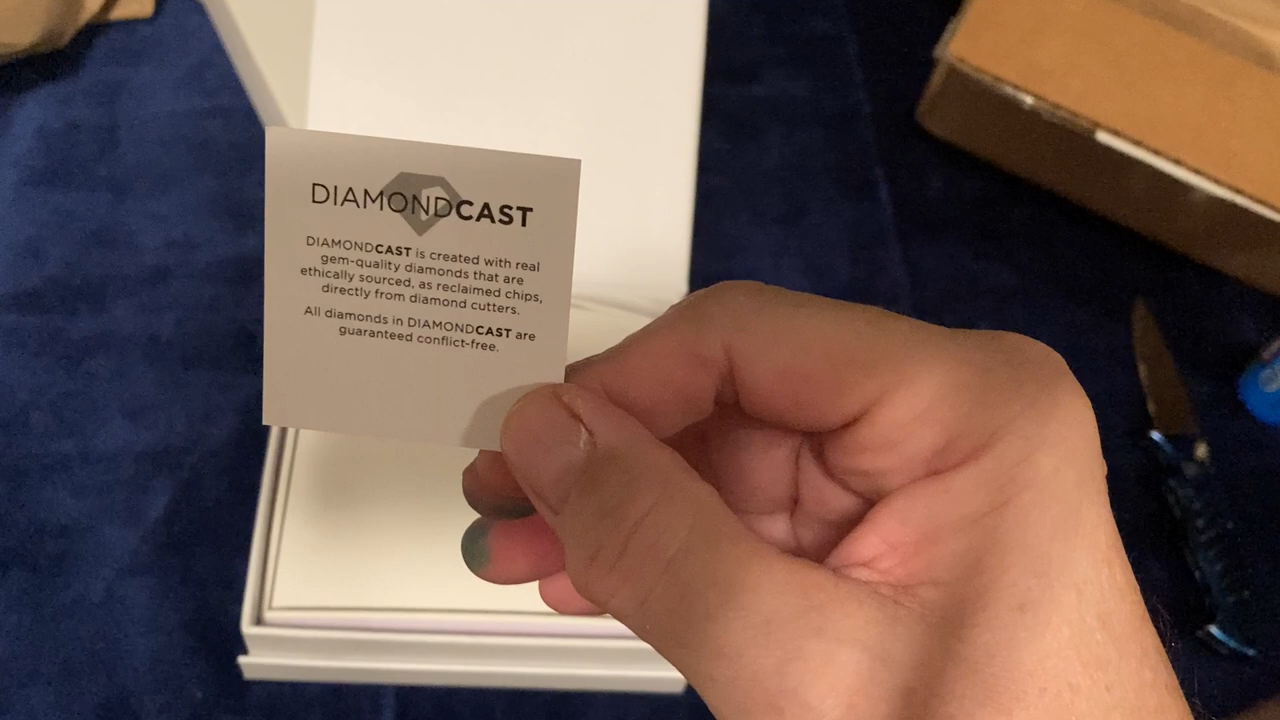 DIAMONDCAST
DIAMONDCAST is created with real
gem-quality diamonds that are
ethically sourced, as reclaimed chips,
directly from diamond cutters.
All diamonds in DIAMONDCAST are
guaranteed conflict-free.